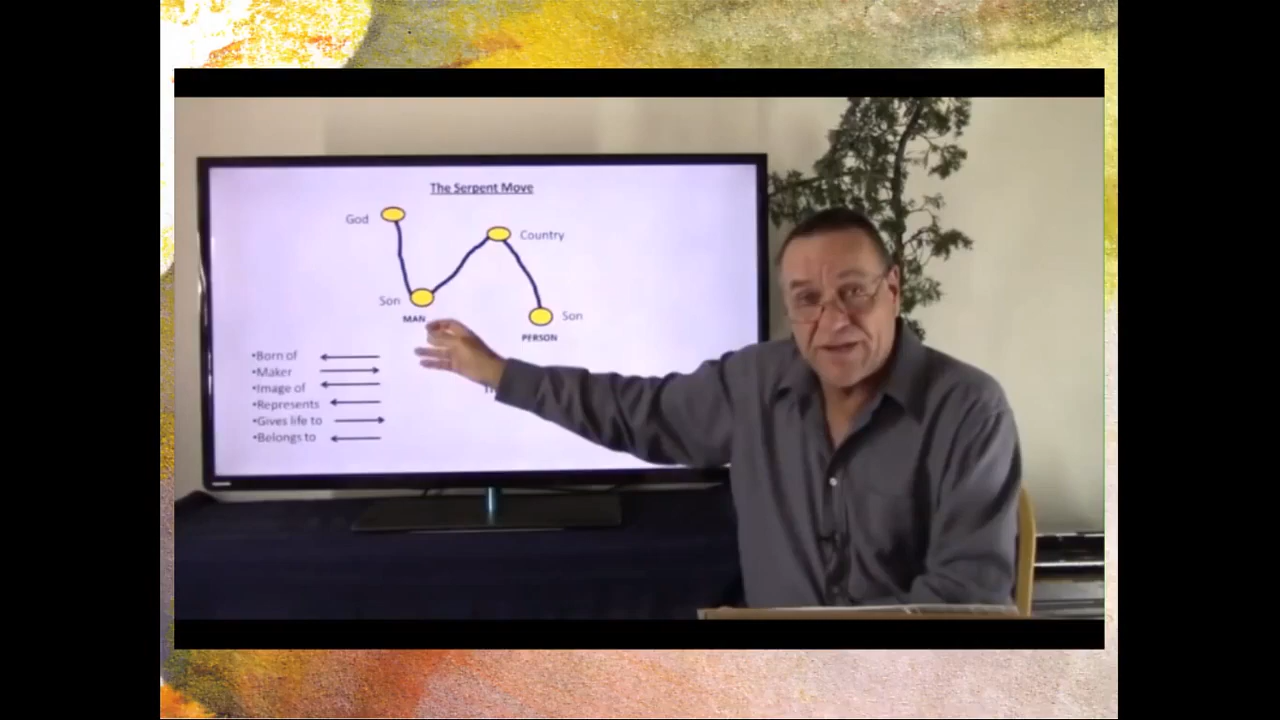 The Serpent Move
God
Country
Son
MAN
Son
PERSON
•Born of
•Maker
•Image of
•Represents
•Gives life to
•Belongs to